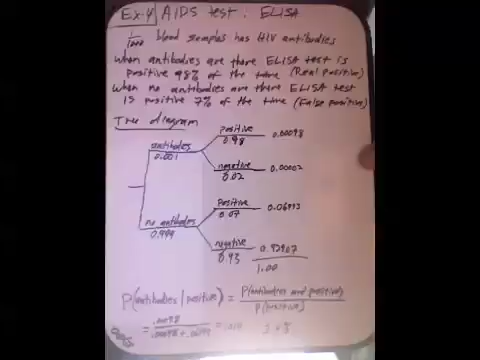 Ex-4 AIDS test: ELISA
1/1000 blood samples has HIV antibodies
when antibodies are there ELISA test is
positive 98% of the time (Real positive)
when no antibodies are there ELISA test
is positive 7% of the time (False positive)
Tree diagram
positive
0.98 0.00098
antibodies
0.001
negative
0.02 0.00002
positive
0.07 0.06993
no antibodies
0.999
negative
0.93 0.92907
1.00
P(antibodies | positive) = P(antibodies and positive) / P(positive)